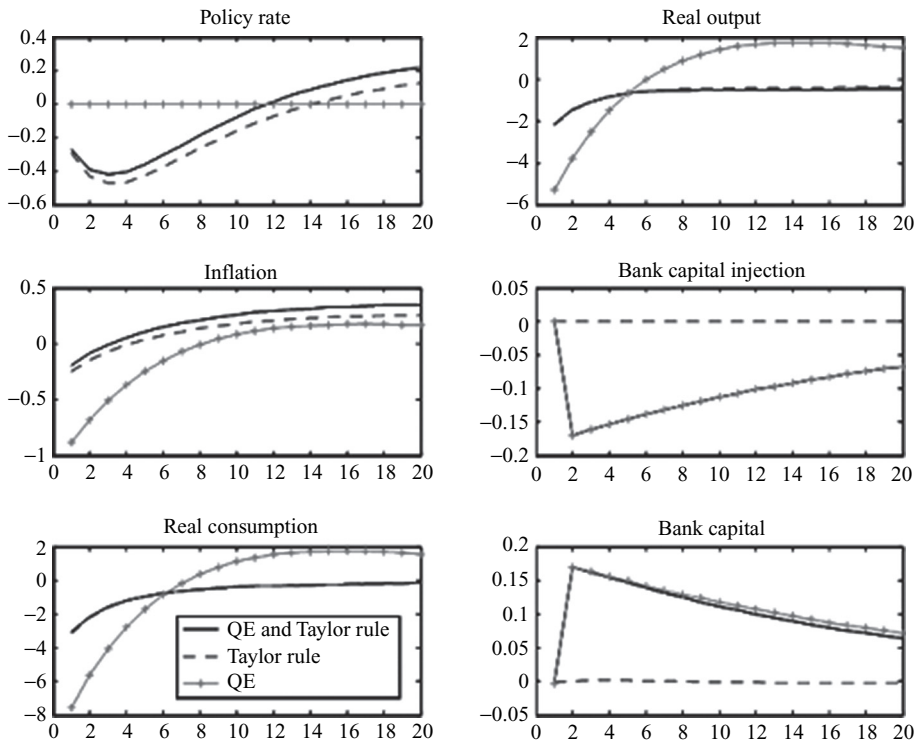 Policy rate
0.4
0.2
0
−0.2
−0.4
−0.6
0 2 4 6 8 10 12 14 16 18 20
Real output
2
0
−2
−4
−6
0 2 4 6 8 10 12 14 16 18 20
Inflation
0.5
0
−0.5
−1
0 2 4 6 8 10 12 14 16 18 20
Bank capital injection
0.05
0
−0.05
−0.1
−0.15
−0.2
0 2 4 6 8 10 12 14 16 18 20
Real consumption
2
0
−2
−4
−6
−8
0 2 4 6 8 10 12 14 16 18 20
QE and Taylor rule
Taylor rule
QE
Bank capital
0.2
0.15
0.1
0.05
0
−0.05
0 2 4 6 8 10 12 14 16 18 20